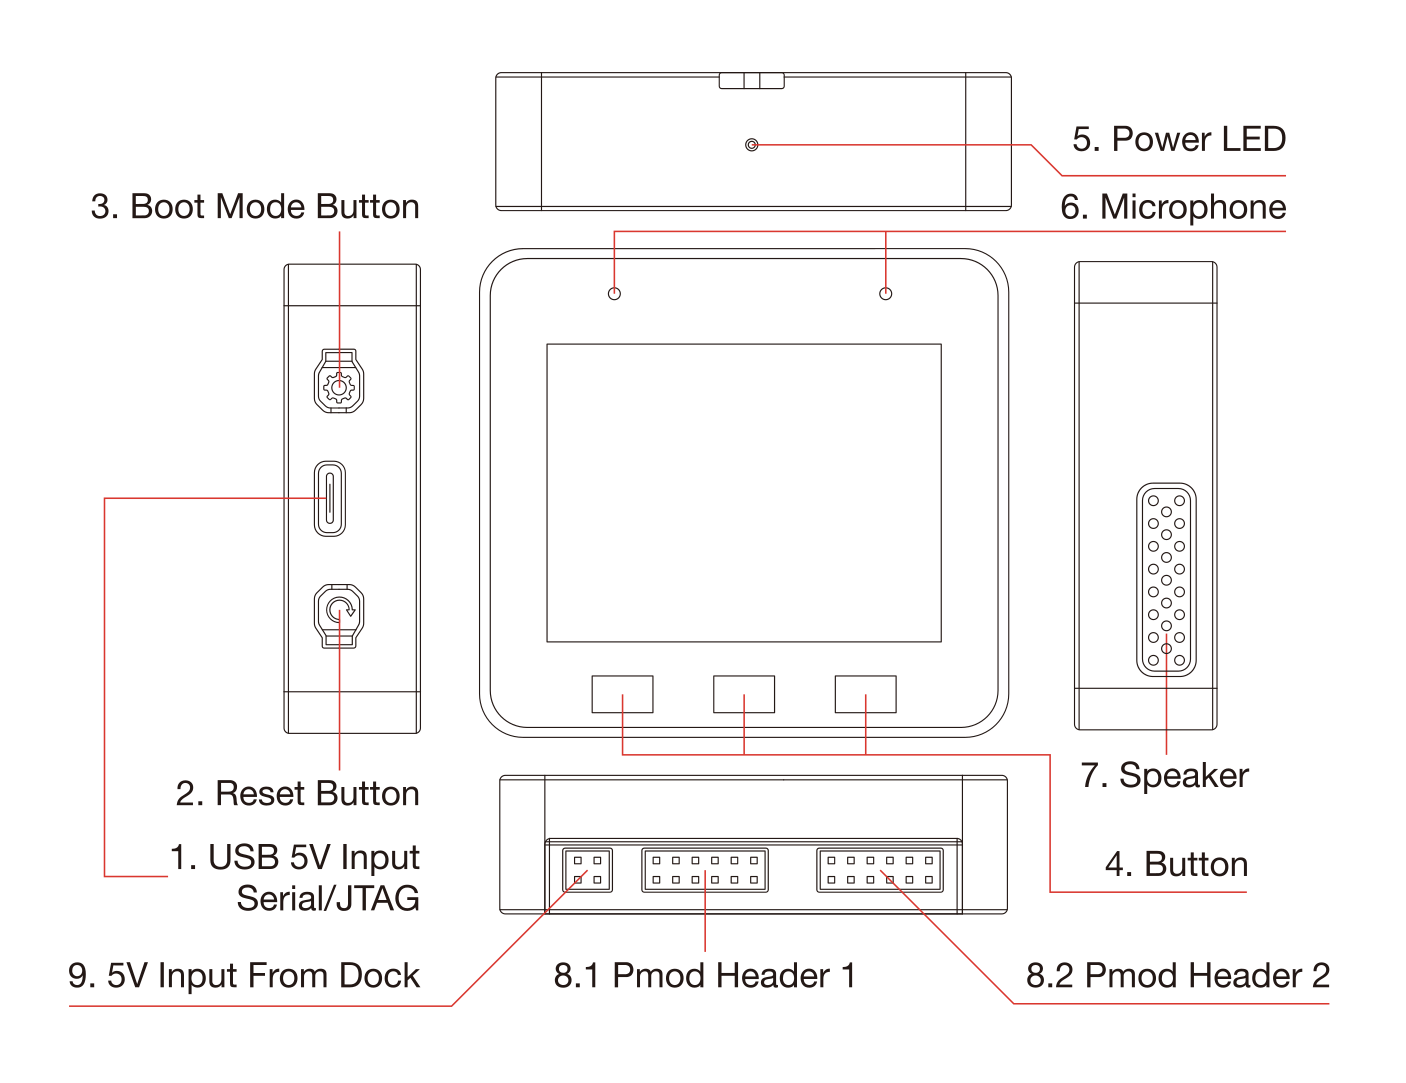 5. Power LED
3. Boot Mode Button
6. Microphone
7. Speaker
2. Reset Button
1. USB 5V Input
Serial/JTAG
4. Button
9. 5V Input From Dock
8.1 Pmod Header 1
8.2 Pmod Header 2